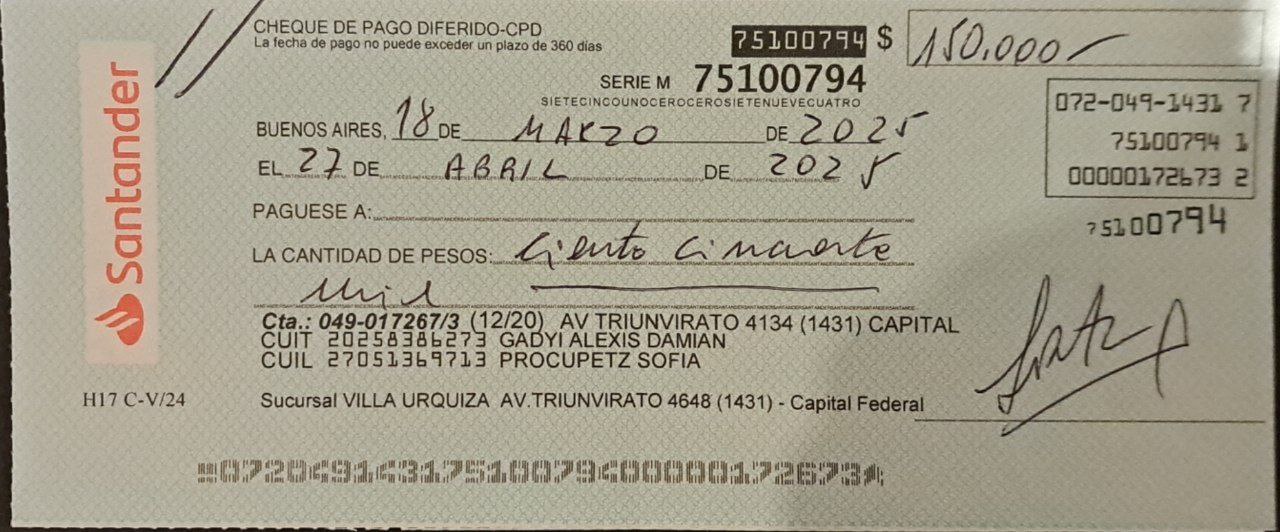 Santander
CHEQUE DE PAGO DIFERIDO-CPD
La fecha de pago no puede exceder un plazo de 360 días
75100794 $ 150.000
SERIE M 75100794
SIETECINCOUNOCEROCEROSIETENUEVECUATRO
072-049-1431 7
75100794 1
00000172673 2
75100794
BUENOS AIRES, 18 DE MARZO DE 2025
EL 27 DE ABRIL DE 2025
PAGUESE A:
LA CANTIDAD DE PESOS: Ciento Cincuenta
Mil
Cta.: 049-017267/3 (12/20) AV TRIUNVIRATO 4134 (1431) CAPITAL
CUIT 20258386273 GADYI ALEXIS DAMIAN
CUIL 27051369713 PROCUPETZ SOFIA
H17 C-V/24
Sucursal VILLA URQUIZA AV.TRIUNVIRATO 4648 (1431) - Capital Federal
07204914317510079400000172673